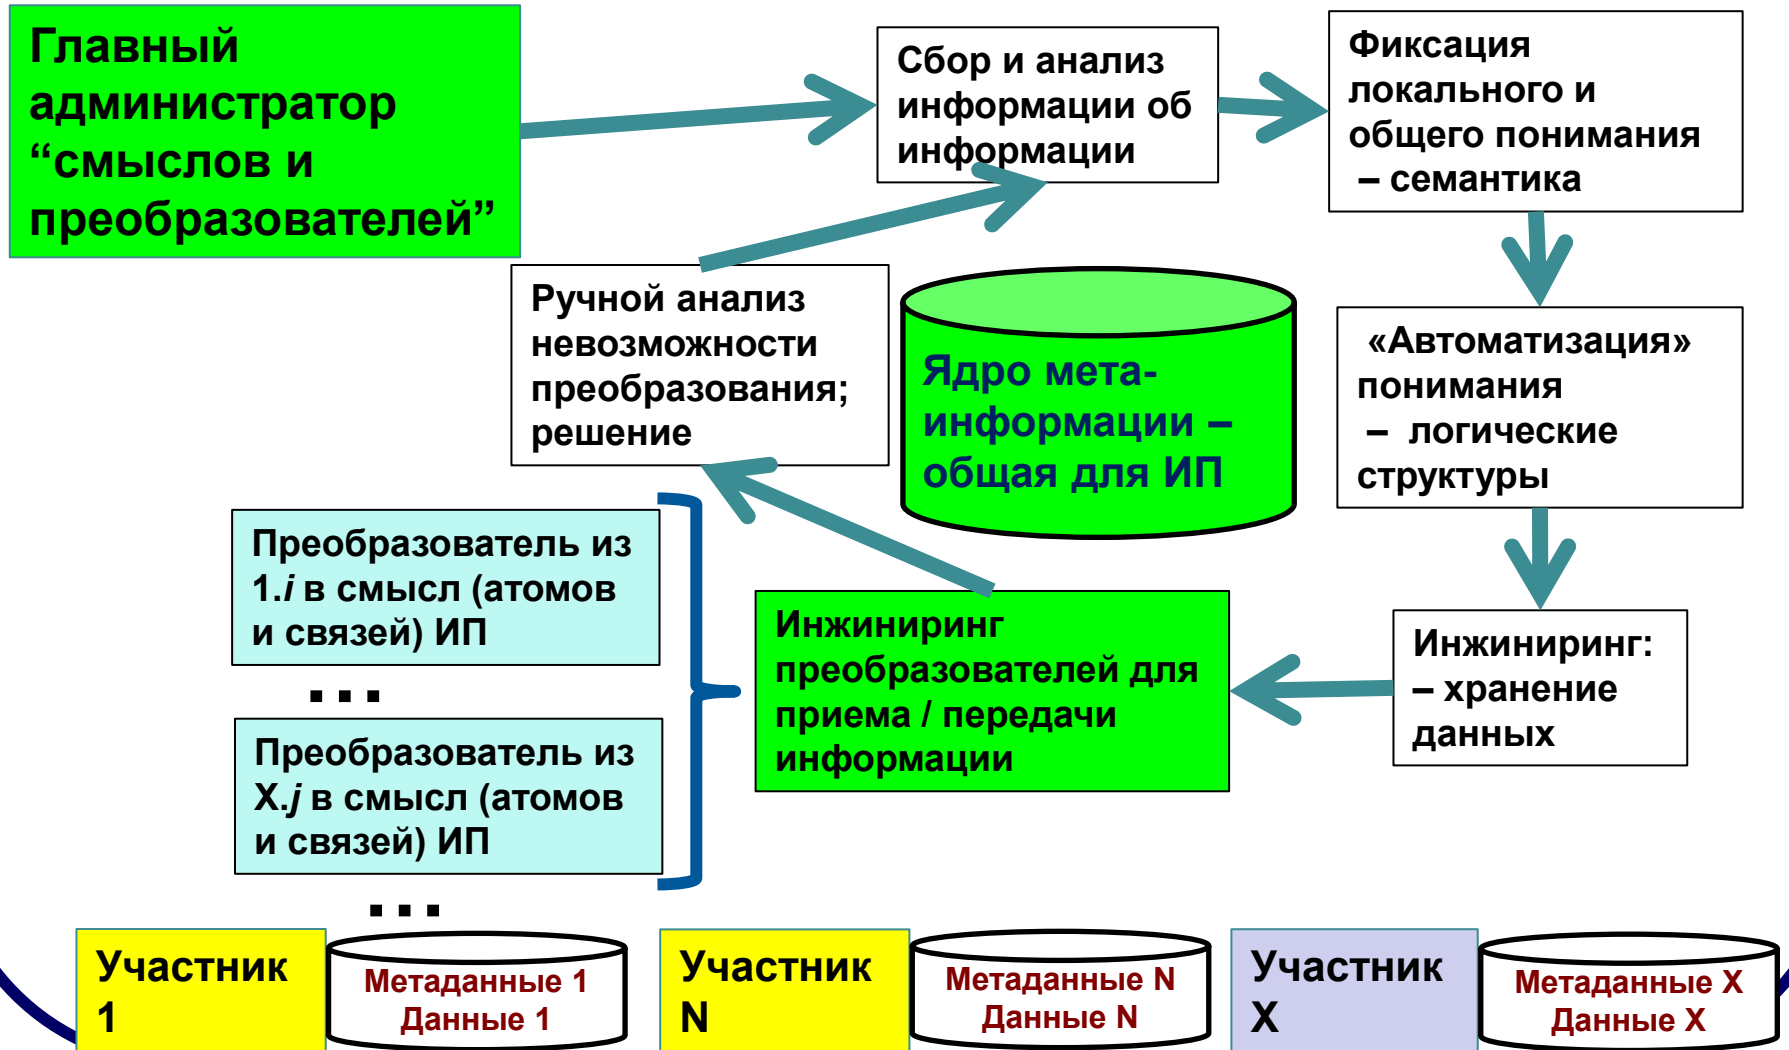 Главный
администратор
“смыслов и
преобразователей”
Сбор и анализ
информации об
информации
Фиксация
локального и
общего понимания
– семантика
Ручной анализ
невозможности
преобразования;
решение
Ядро мета-
информации –
общая для ИП
«Автоматизация»
понимания
– логические
структуры
Преобразователь из
1.i в смысл (атомов
и связей) ИП
...
Преобразователь из
X.j в смысл (атомов
и связей) ИП
...
Инжиниринг
преобразователей для
приема / передачи
информации
Инжиниринг:
– хранение
данных
Участник
1
Метаданные 1
Данные 1
Участник
N
Метаданные N
Данные N
Участник
X
Метаданные X
Данные X